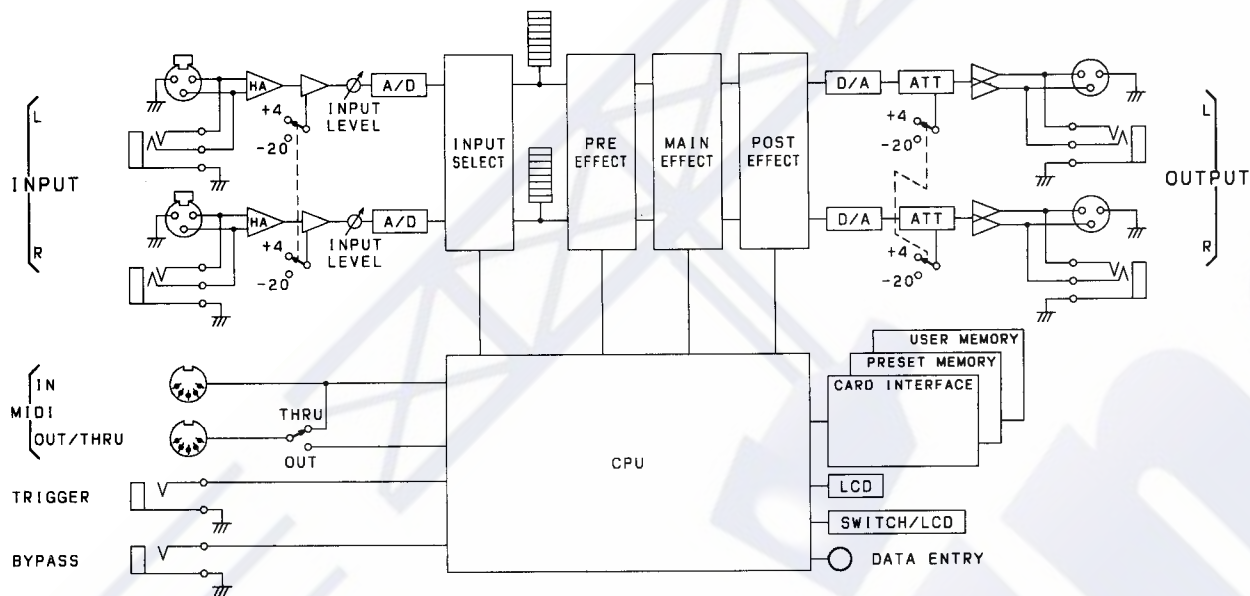 INPUT
L
R
HA
+4
-20
INPUT
LEVEL
A/D
HA
+4
-20
INPUT
LEVEL
A/D
INPUT
SELECT
PRE
EFFECT
MAIN
EFFECT
POST
EFFECT
D/A
ATT
+4
-20
D/A
ATT
+4
-20
L
OUTPUT
R
MIDI
IN
OUT/THRU
THRU
OUT
TRIGGER
BYPASS
CPU
USER MEMORY
PRESET MEMORY
CARD INTERFACE
LCD
SWITCH/LCD
DATA ENTRY